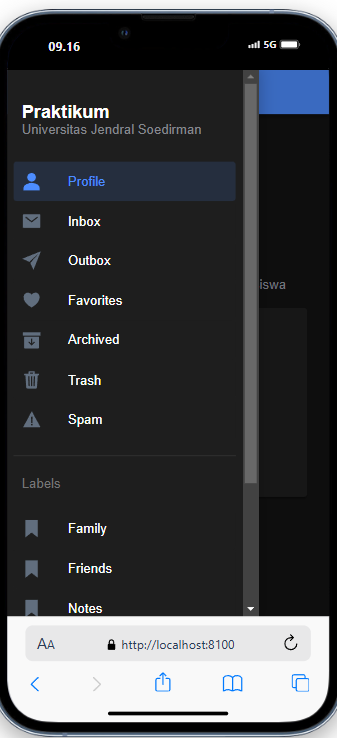 09.16
5G
Praktikum
Universitas Jendral Soedirman
Profile
Inbox
Outbox
iswa
Favorites
Archived
Trash
Spam
Labels
Family
Friends
Notes
AA
http://localhost:8100